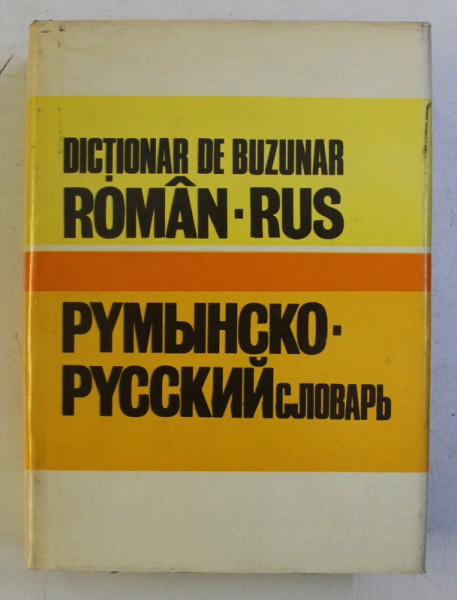 DICȚIONAR DE BUZUNAR
ROMÂN·RUS
РУМЫНСКО·
РУССКИЙ СЛОВАРЬ